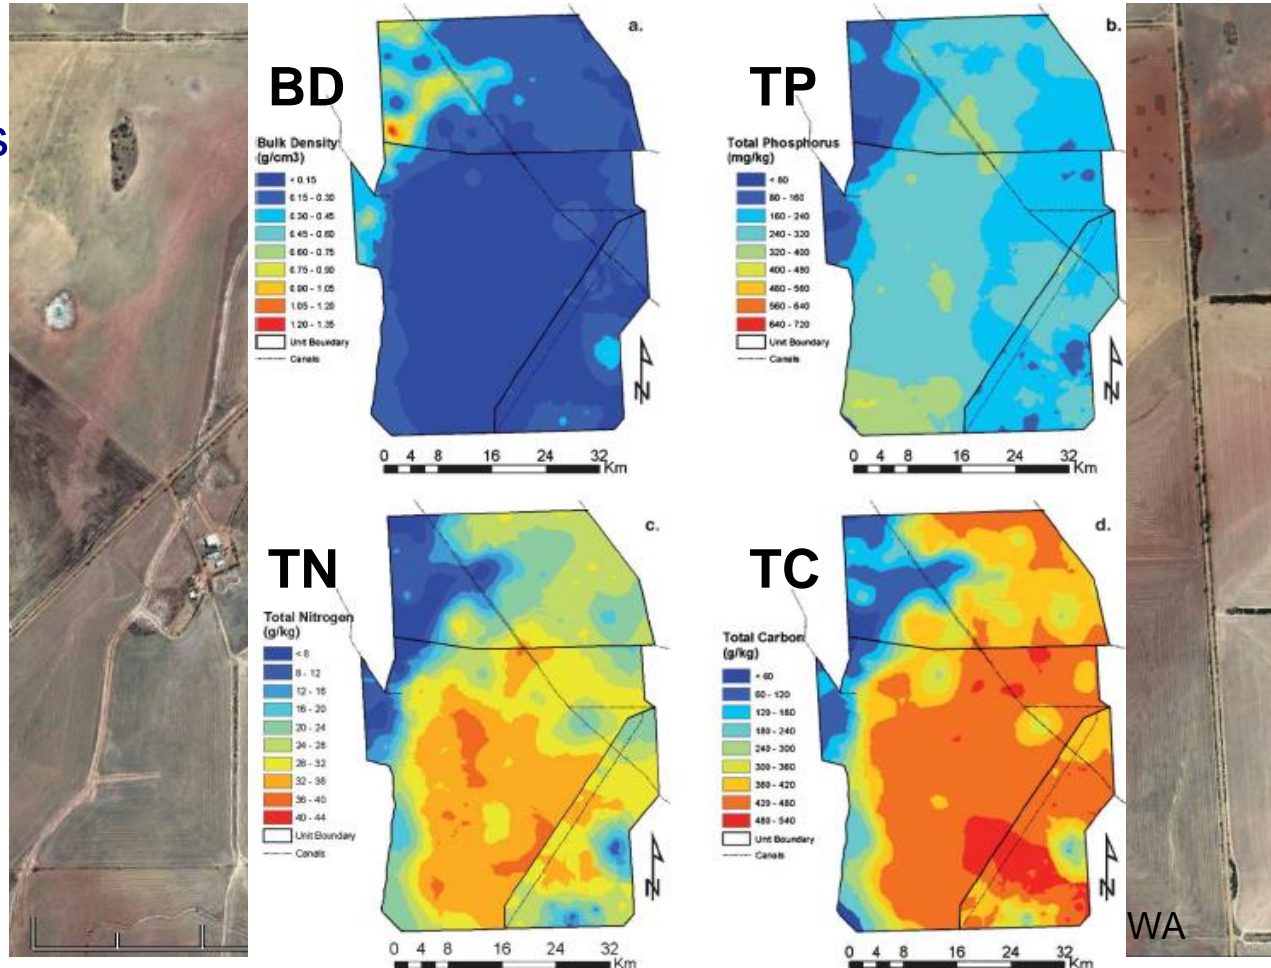 s
BD
a.
Bulk Density
(g/cm3)
< 0.15
0.15 - 0.30
0.30 - 0.45
0.45 - 0.60
0.60 - 0.75
0.75 - 0.90
0.90 - 1.05
1.05 - 1.20
1.20 - 1.35
Unit Boundary
Canals
N
0 4 8 16 24 32
Km
TP
b.
Total Phosphorus
(mg/kg)
< 80
80 - 160
160 - 240
240 - 320
320 - 400
400 - 480
480 - 560
560 - 640
640 - 720
Unit Boundary
Canals
N
0 4 8 16 24 32
Km
TN
c.
Total Nitrogen
(g/kg)
< 8
8 - 12
12 - 16
16 - 20
20 - 24
24 - 28
28 - 32
32 - 36
36 - 40
40 - 44
Unit Boundary
Canals
N
0 4 8 16 24 32
Km
TC
d.
Total Carbon
(g/kg)
< 60
60 - 120
120 - 180
180 - 240
240 - 300
300 - 360
360 - 420
420 - 480
480 - 540
Unit Boundary
Canals
N
0 4 8 16 24 32
Km
WA